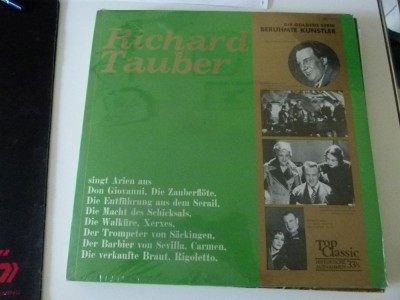 Richard
Tauber
DIE GOLDENE SERIE
BERÜHMTE KÜNSTLER
singt Arien aus
Don Giovanni, Die Zauberflöte,
Die Entführung aus dem Serail,
Die Macht des Schicksals,
Die Walküre, Xerxes,
Der Trompeter von Säckingen,
Der Barbier von Sevilla, Carmen,
Die verkaufte Braut, Rigoletto.
TOP
Classic